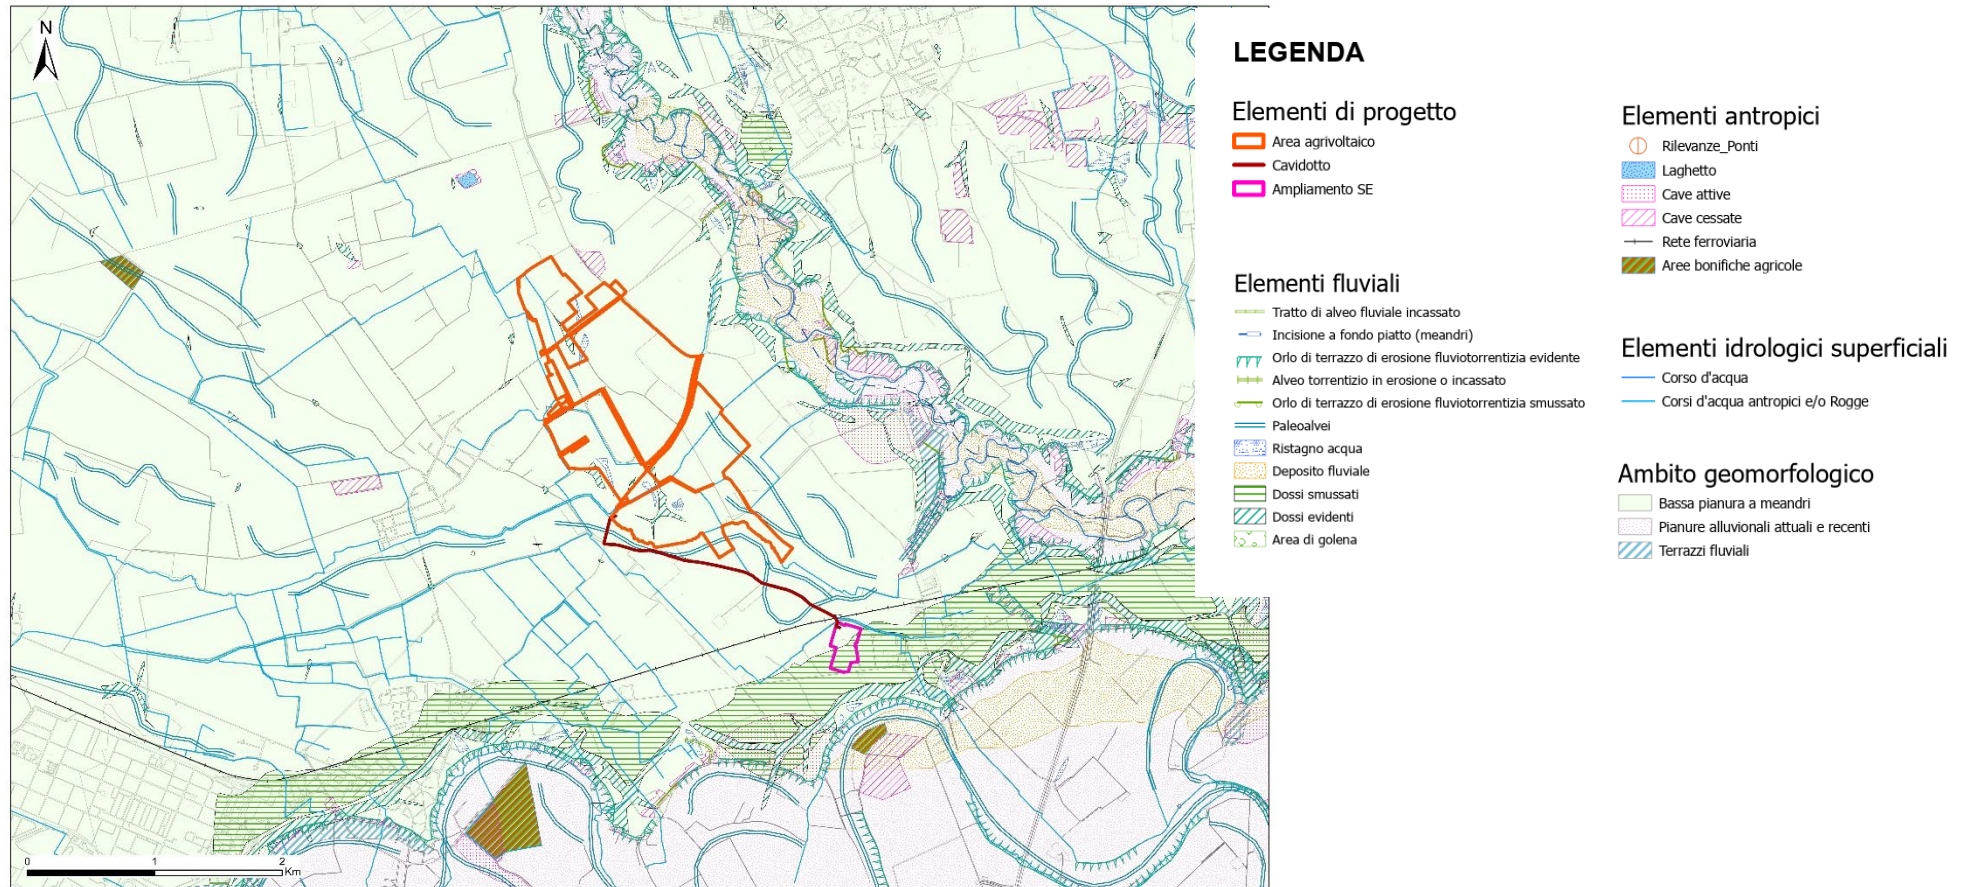 N
LEGENDA
Elementi di progetto
Area agrivoltaico
Cavidotto
Ampliamento SE
Elementi fluviali
Tratto di alveo fluviale incassato
Incisione a fondo piatto (meandri)
Orlo di terrazzo di erosione fluviotorrentizia evidente
Alveo torrentizio in erosione o incassato
Orlo di terrazzo di erosione fluviotorrentizia smussato
Paleoalvei
Ristagno acqua
Deposito fluviale
Dossi smussati
Dossi evidenti
Area di golena
Elementi antropici
Rilevanze_Ponti
Laghetto
Cave attive
Cave cessate
Rete ferroviaria
Aree bonifiche agricole
Elementi idrologici superficiali
Corso d'acqua
Corsi d'acqua antropici e/o Rogge
Ambito geomorfologico
Bassa pianura a meandri
Pianure alluvionali attuali e recenti
Terrazzi fluviali
0 1 2
Km